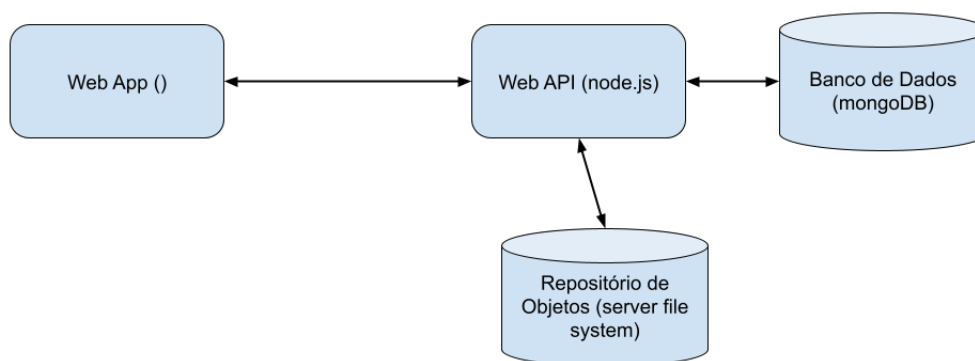 Web App ()
Web API (node.js)
Banco de Dados
(mongoDB)
Repositório de
Objetos (server file
system)